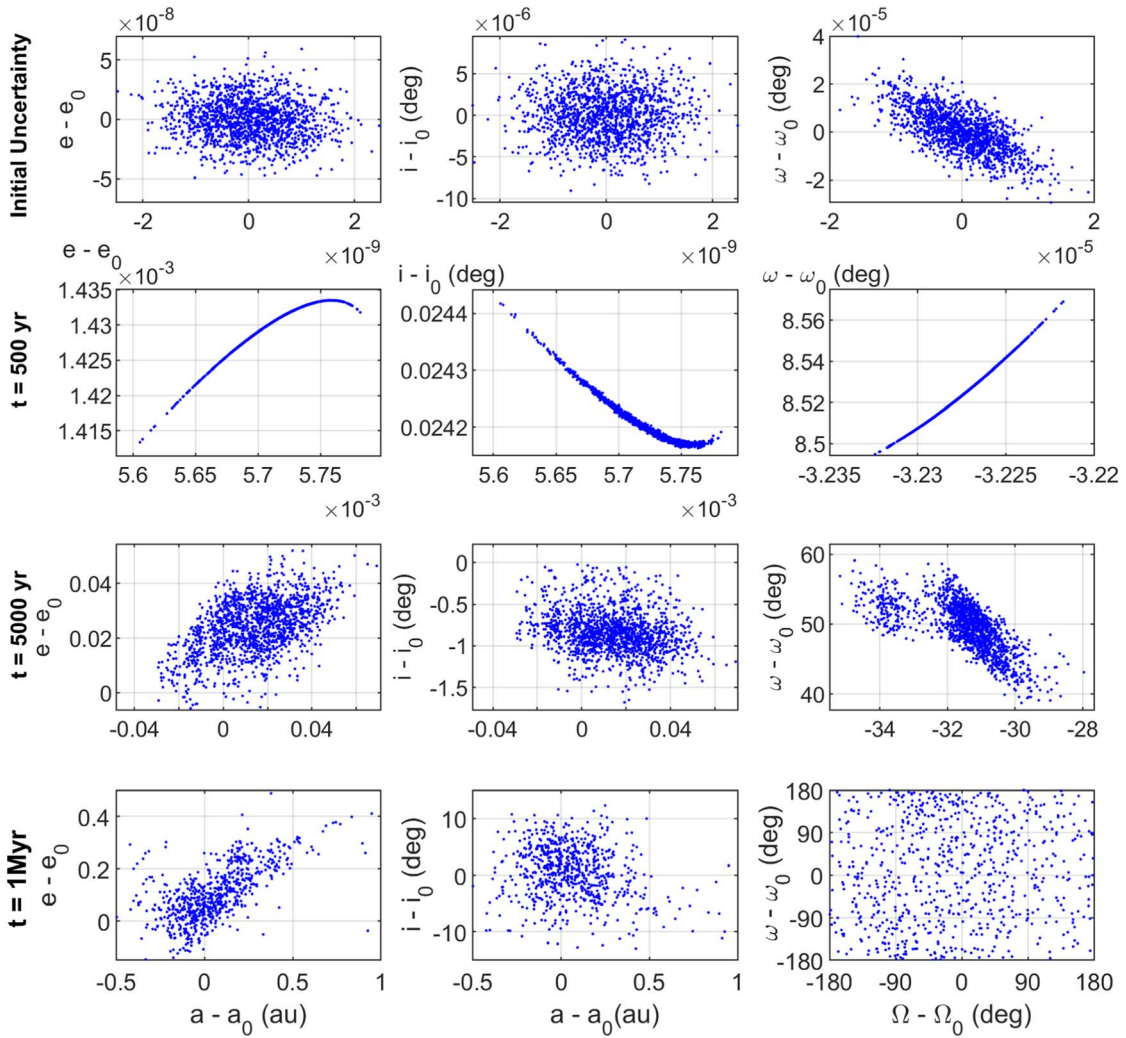 ×10⁻⁸ ×10⁻⁶ ×10⁻⁵
Initial Uncertainty
e - e₀
5
0
-5
-2 0 2
×10⁻⁹
i - i₀ (deg)
5
0
-5
-10
-2 0 2
×10⁻⁹
ω - ω₀ (deg)
4
2
0
-2
-2 -1 0 1 2
×10⁻⁵
t = 500 yr
e - e₀
×10⁻³
1.435
1.43
1.425
1.42
1.415
5.6 5.65 5.7 5.75
×10⁻³
i - i₀ (deg)
0.0244
0.0243
0.0242
5.6 5.65 5.7 5.75
×10⁻³
ω - ω₀ (deg)
8.56
8.54
8.52
8.5
-3.235 -3.23 -3.225 -3.22
t = 5000 yr
e - e₀
0.04
0.02
0
-0.04 0 0.04
i - i₀ (deg)
0
-0.5
-1
-1.5
-0.04 0 0.04
ω - ω₀ (deg)
60
50
40
-34 -32 -30 -28
t = 1Myr
e - e₀
0.4
0.2
0
-0.5 0 0.5 1
a - a₀ (au)
i - i₀ (deg)
10
0
-10
-0.5 0 0.5 1
a - a₀(au)
ω - ω₀ (deg)
180
90
0
-90
-180
-180 -90 0 90 180
Ω - Ω₀ (deg)